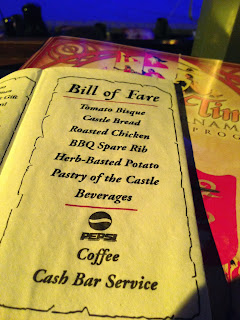 Bill of Fare
Tomato Bisque
Castle Bread
Roasted Chicken
BBQ Spare Rib
Herb-Basted Potato
Pastry of the Castle
Beverages
PEPSI
Coffee
Cash Bar Service